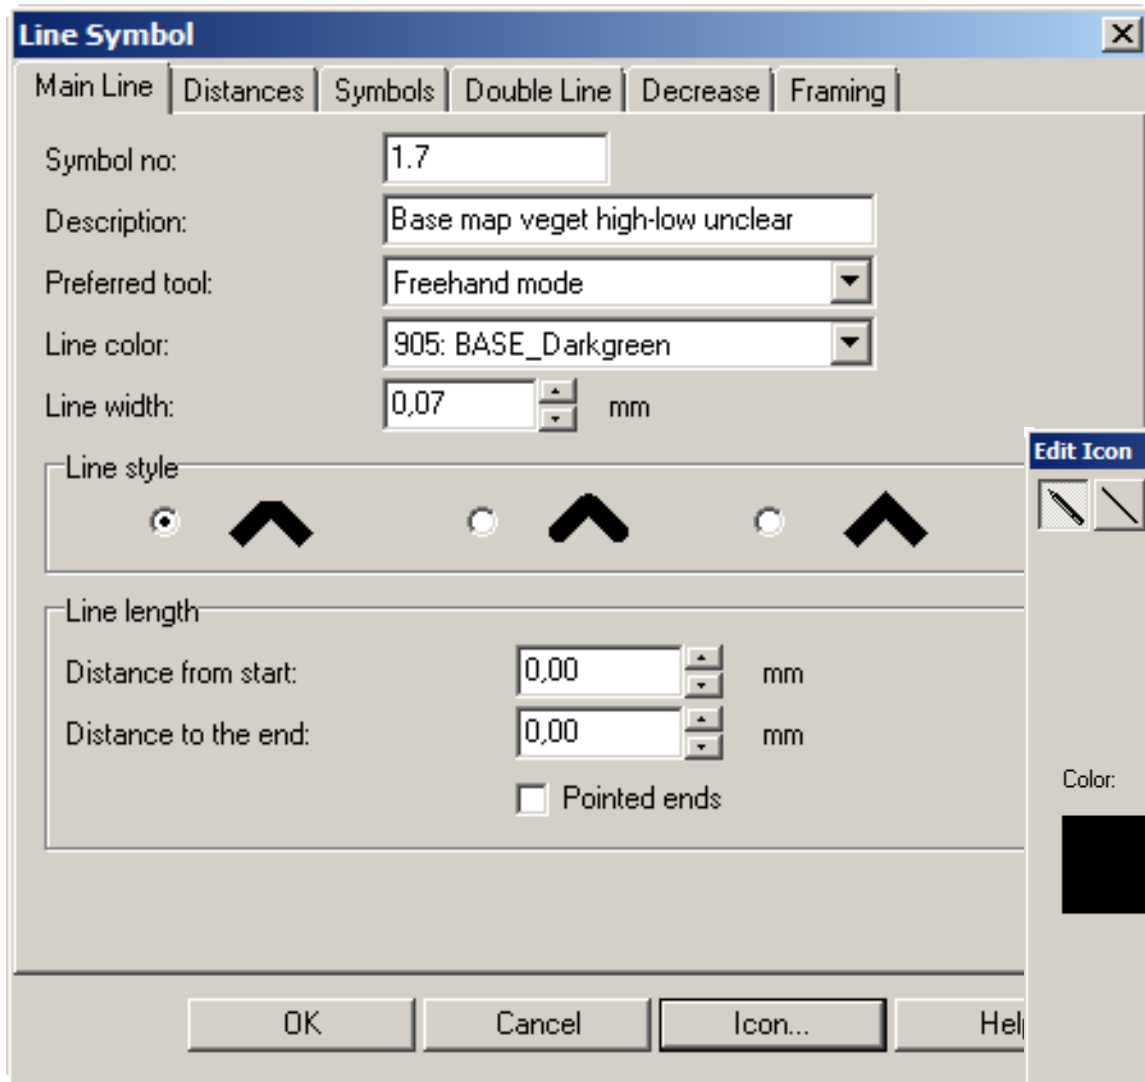 Line Symbol
Main Line Distances Symbols Double Line Decrease Framing
Symbol no: 1.7
Description: Base map veget high-low unclear
Preferred tool: Freehand mode
Line color: 905: BASE_Darkgreen
Line width: 0,07 mm
Edit Icon
Line style
Line length
Distance from start: 0,00 mm
Distance to the end: 0,00 mm
Color:
Pointed ends
OK Cancel Icon... Hel